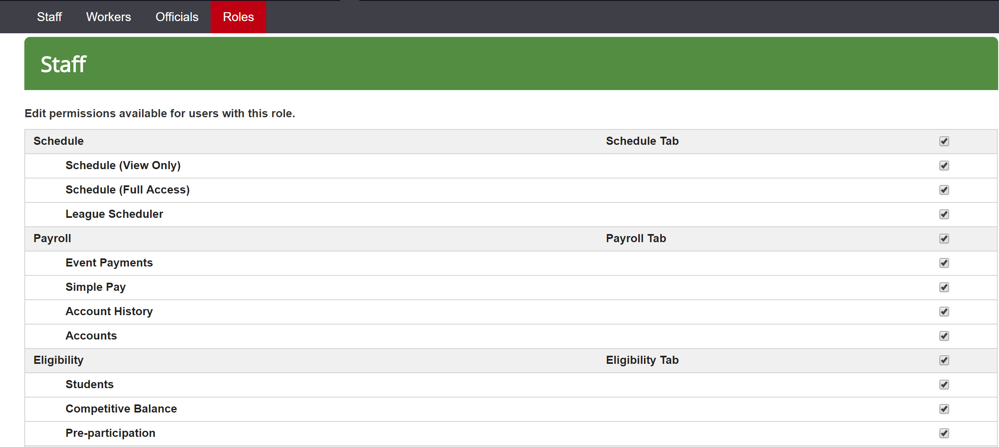 Staff Workers Officials Roles
Staff
Edit permissions available for users with this role.
Schedule Schedule Tab
Schedule (View Only)
Schedule (Full Access)
League Scheduler
Payroll Payroll Tab
Event Payments
Simple Pay
Account History
Accounts
Eligibility Eligibility Tab
Students
Competitive Balance
Pre-participation